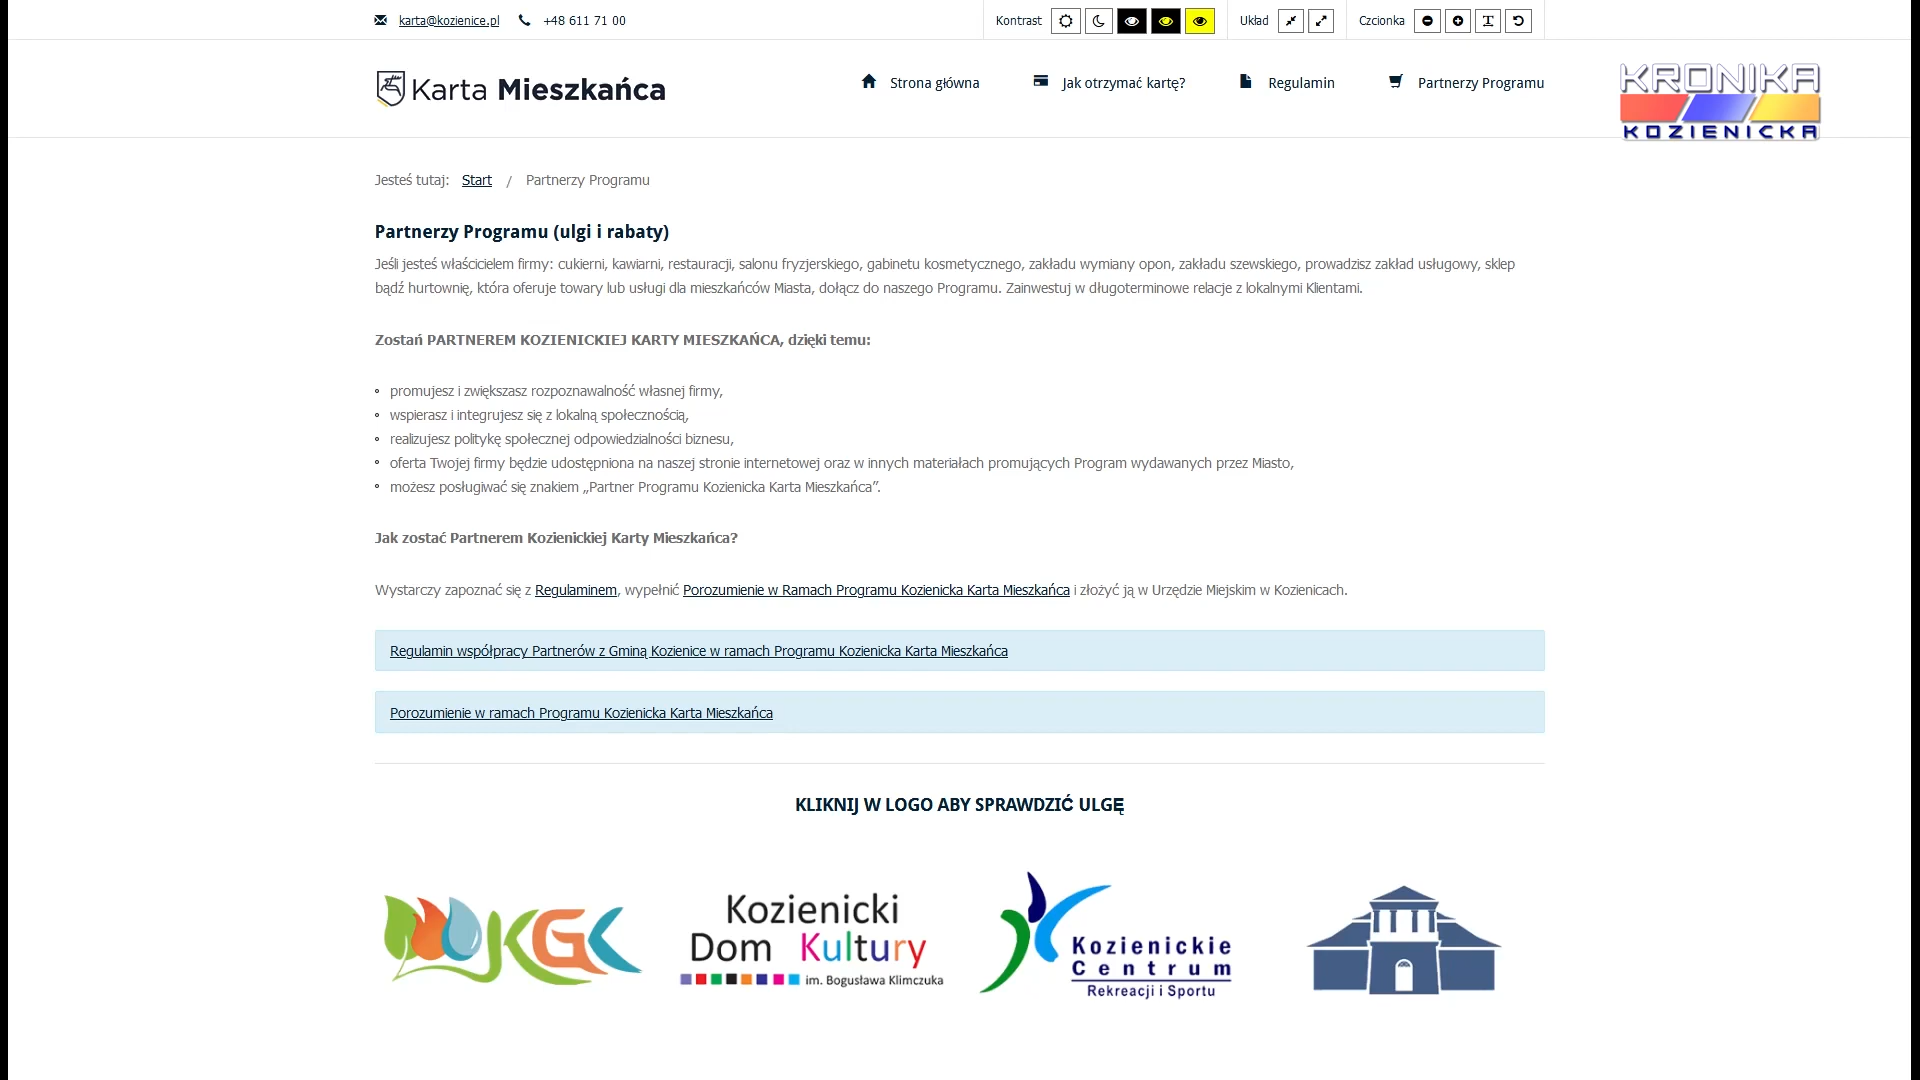 karta@kozienice.pl +48 611 71 00 Kontrast Układ Czcionka
Karta Mieszkańca Strona główna Jak otrzymać kartę? Regulamin Partnerzy Programu
KRONIKA
KOZIENICKA
Jesteś tutaj: Start / Partnerzy Programu
Partnerzy Programu (ulgi i rabaty)
Jeśli jesteś właścicielem firmy: cukierni, kawiarni, restauracji, salonu fryzjerskiego, gabinetu kosmetycznego, zakładu wymiany opon, zakładu szewskiego, prowadzisz zakład usługowy, sklep
bądź hurtownię, która oferuje towary lub usługi dla mieszkańców Miasta, dołącz do naszego Programu. Zainwestuj w długoterminowe relacje z lokalnymi Klientami.
Zostań PARTNEREM KOZIENICKIEJ KARTY MIESZKAŃCA, dzięki temu:
promujesz i zwiększasz rozpoznawalność własnej firmy,
wspierasz i integrujesz się z lokalną społecznością,
realizujesz politykę społecznej odpowiedzialności biznesu,
oferta Twojej firmy będzie udostępniona na naszej stronie internetowej oraz w innych materiałach promujących Program wydawanych przez Miasto,
możesz posługiwać się znakiem „Partner Programu Kozienicka Karta Mieszkańca”.
Jak zostać Partnerem Kozienickiej Karty Mieszkańca?
Wystarczy zapoznać się z Regulaminem, wypełnić Porozumienie w Ramach Programu Kozienicka Karta Mieszkańca i złożyć ją w Urzędzie Miejskim w Kozienicach.
Regulamin współpracy Partnerów z Gminą Kozienice w ramach Programu Kozienicka Karta Mieszkańca
Porozumienie w ramach Programu Kozienicka Karta Mieszkańca
KLIKNIJ W LOGO ABY SPRAWDZIĆ ULGĘ
KGK
Kozienicki
Dom Kultury
im. Bogusława Klimczuka
Kozienickie
Centrum
Rekreacji i Sportu